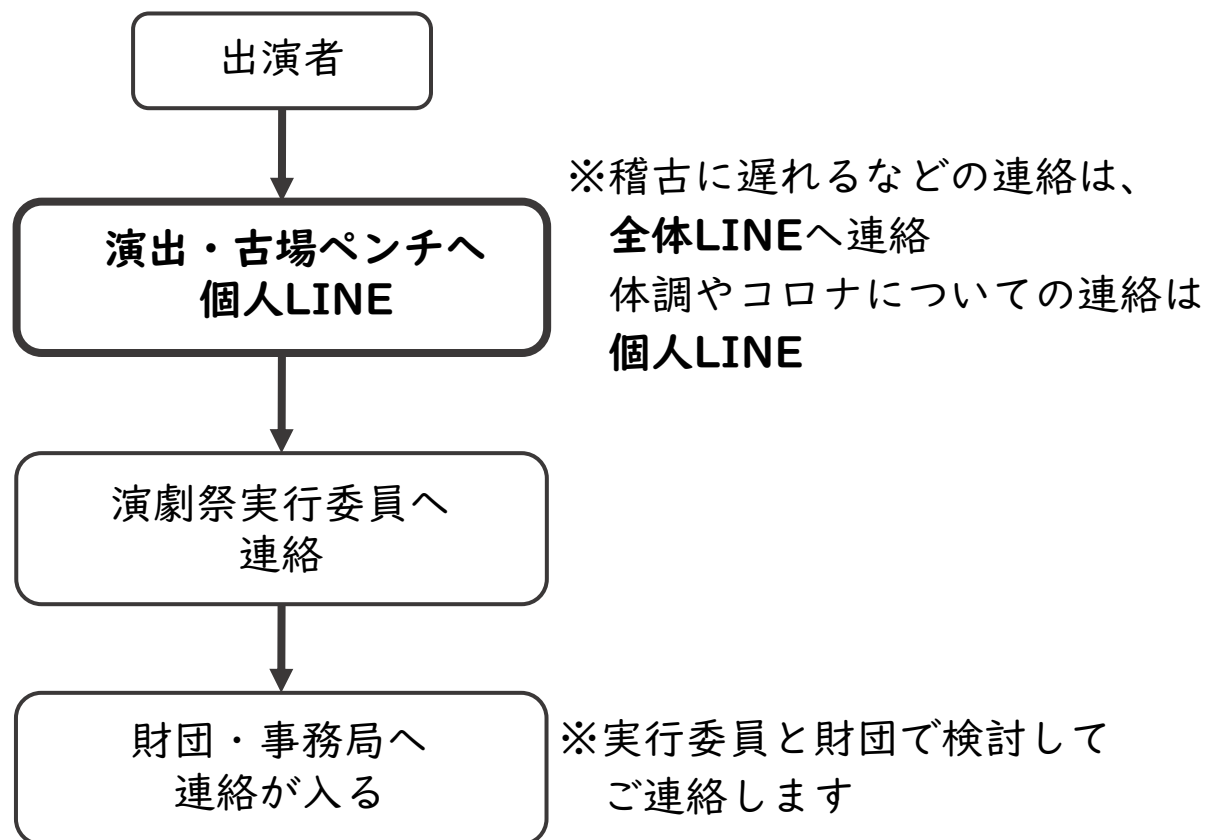 出演者
演出・古場ペンチへ
個人LINE
※稽古に遅れるなどの連絡は、
全体LINEへ連絡
体調やコロナについての連絡は
個人LINE
演劇祭実行委員へ
連絡
財団・事務局へ
連絡が入る
※実行委員と財団で検討して
ご連絡します